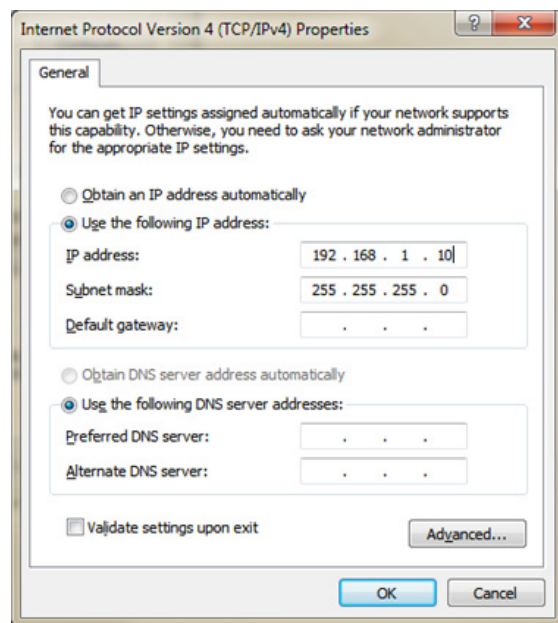 Internet Protocol Version 4 (TCP/IPv4) Properties
General
You can get IP settings assigned automatically if your network supports
this capability. Otherwise, you need to ask your network administrator
for the appropriate IP settings.
Obtain an IP address automatically
Use the following IP address:
IP address: 192 . 168 . 1 . 10
Subnet mask: 255 . 255 . 255 . 0
Default gateway: . . .
Obtain DNS server address automatically
Use the following DNS server addresses:
Preferred DNS server: . . .
Alternate DNS server: . . .
Validate settings upon exit
Advanced...
OK Cancel